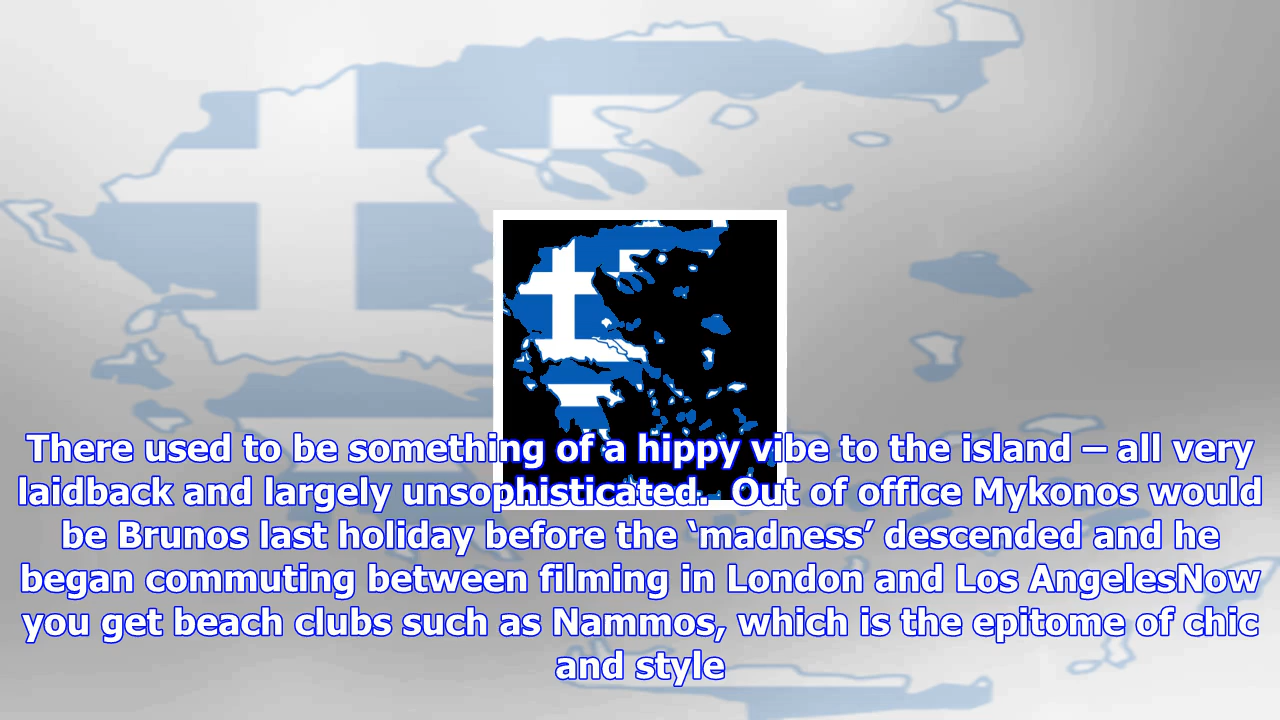 There used to be something of a hippy vibe to the island – all very
laidback and largely unsophisticated.  Out of office Mykonos would
be Brunos last holiday before the ‘madness’ descended and he
began commuting between filming in London and Los AngelesNow
you get beach clubs such as Nammos, which is the epitome of chic
and style